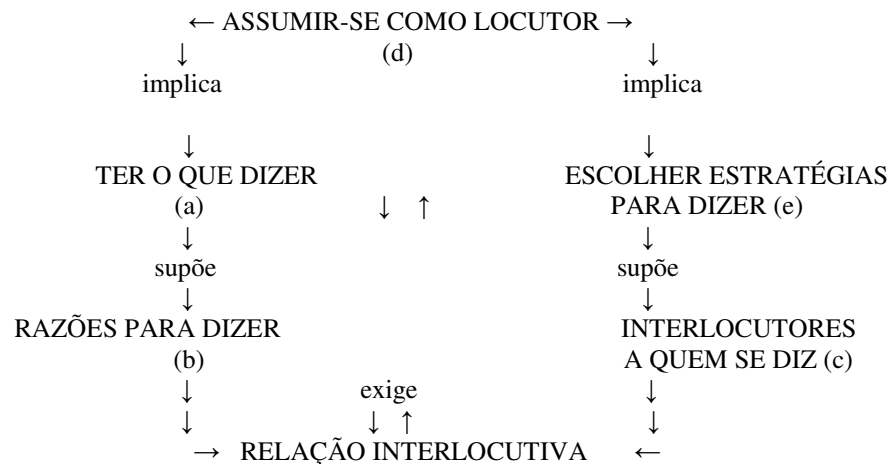 ← ASSUMIR-SE COMO LOCUTOR →
↓ (d) ↓
implica implica
↓ ↓
TER O QUE DIZER ESCOLHER ESTRATÉGIAS
(a) ↓ ↑ PARA DIZER (e)
↓ ↓
supõe supõe
↓ ↓
RAZÕES PARA DIZER INTERLOCUTORES
(b) A QUEM SE DIZ (c)
↓ exige ↓
↓ ↓ ↑ ↓
→ RELAÇÃO INTERLOCUTIVA ←